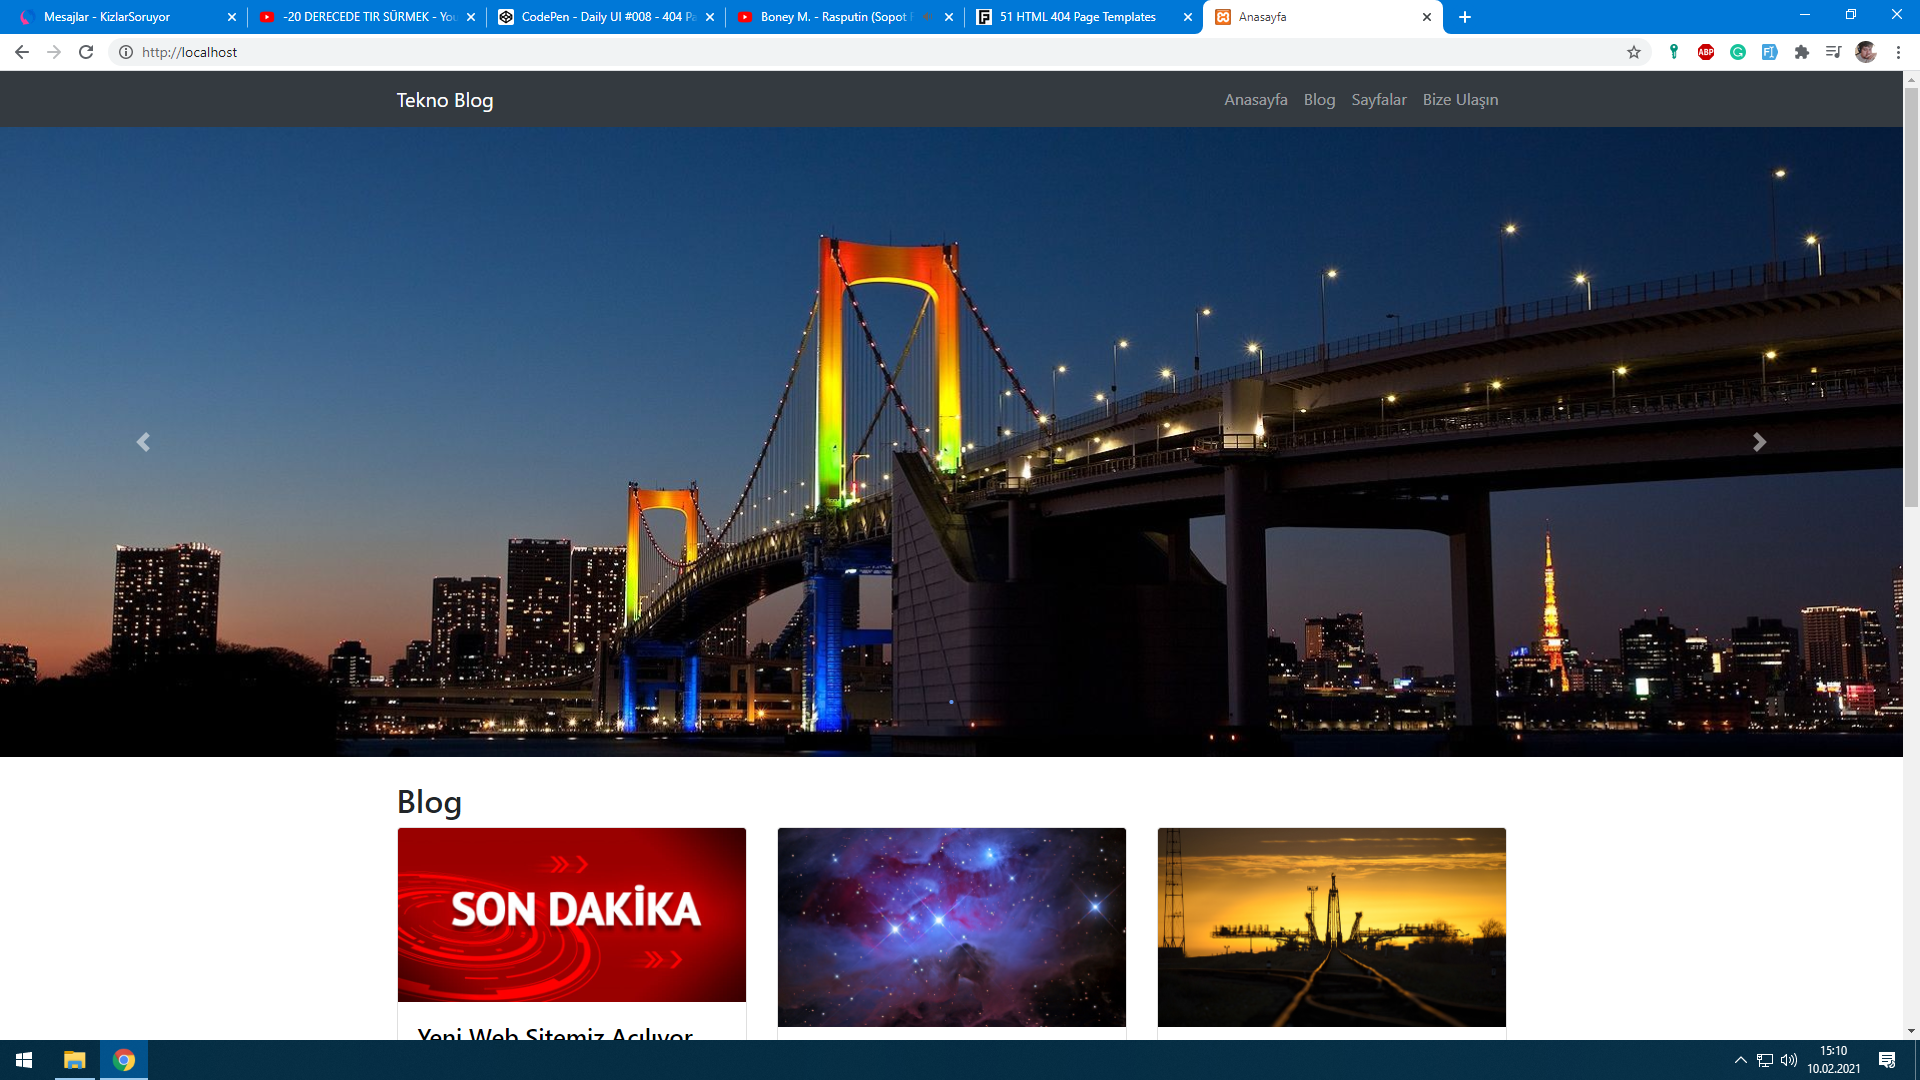 Mesajlar - KizlarSoruyor
-20 DERECEDE TIR SÜRMEK - You
CodePen - Daily UI #008 - 404 Pa
Boney M. - Rasputin (Sopot F
51 HTML 404 Page Templates
Anasayfa
http://localhost
ABP
Tekno Blog
Anasayfa Blog Sayfalar Bize Ulaşın
Blog
SON DAKİKA
Yeni Web Sitemiz Açılıyor
15:10
10.02.2021